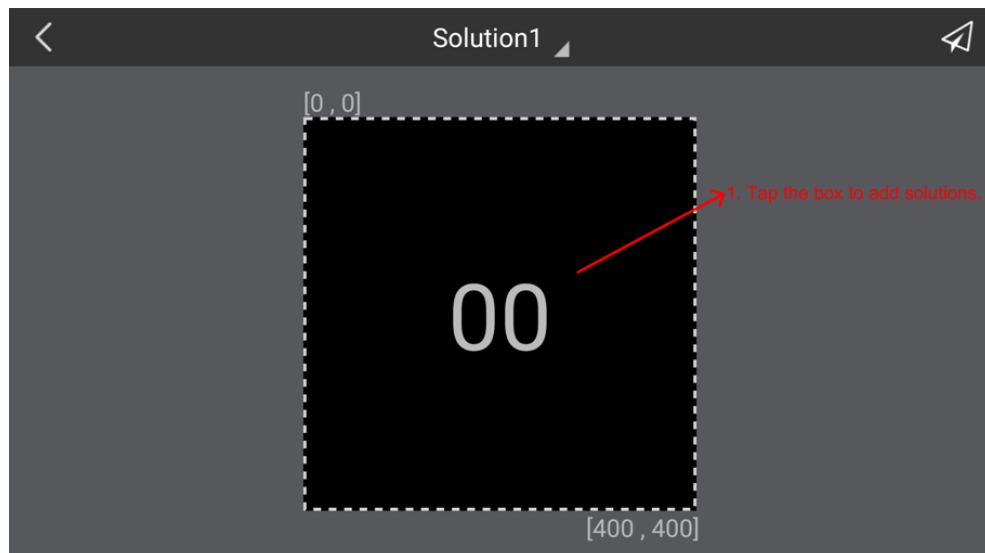 Solution1
[0 , 0]
1. Tap the box to add solutions.
00
[400 , 400]